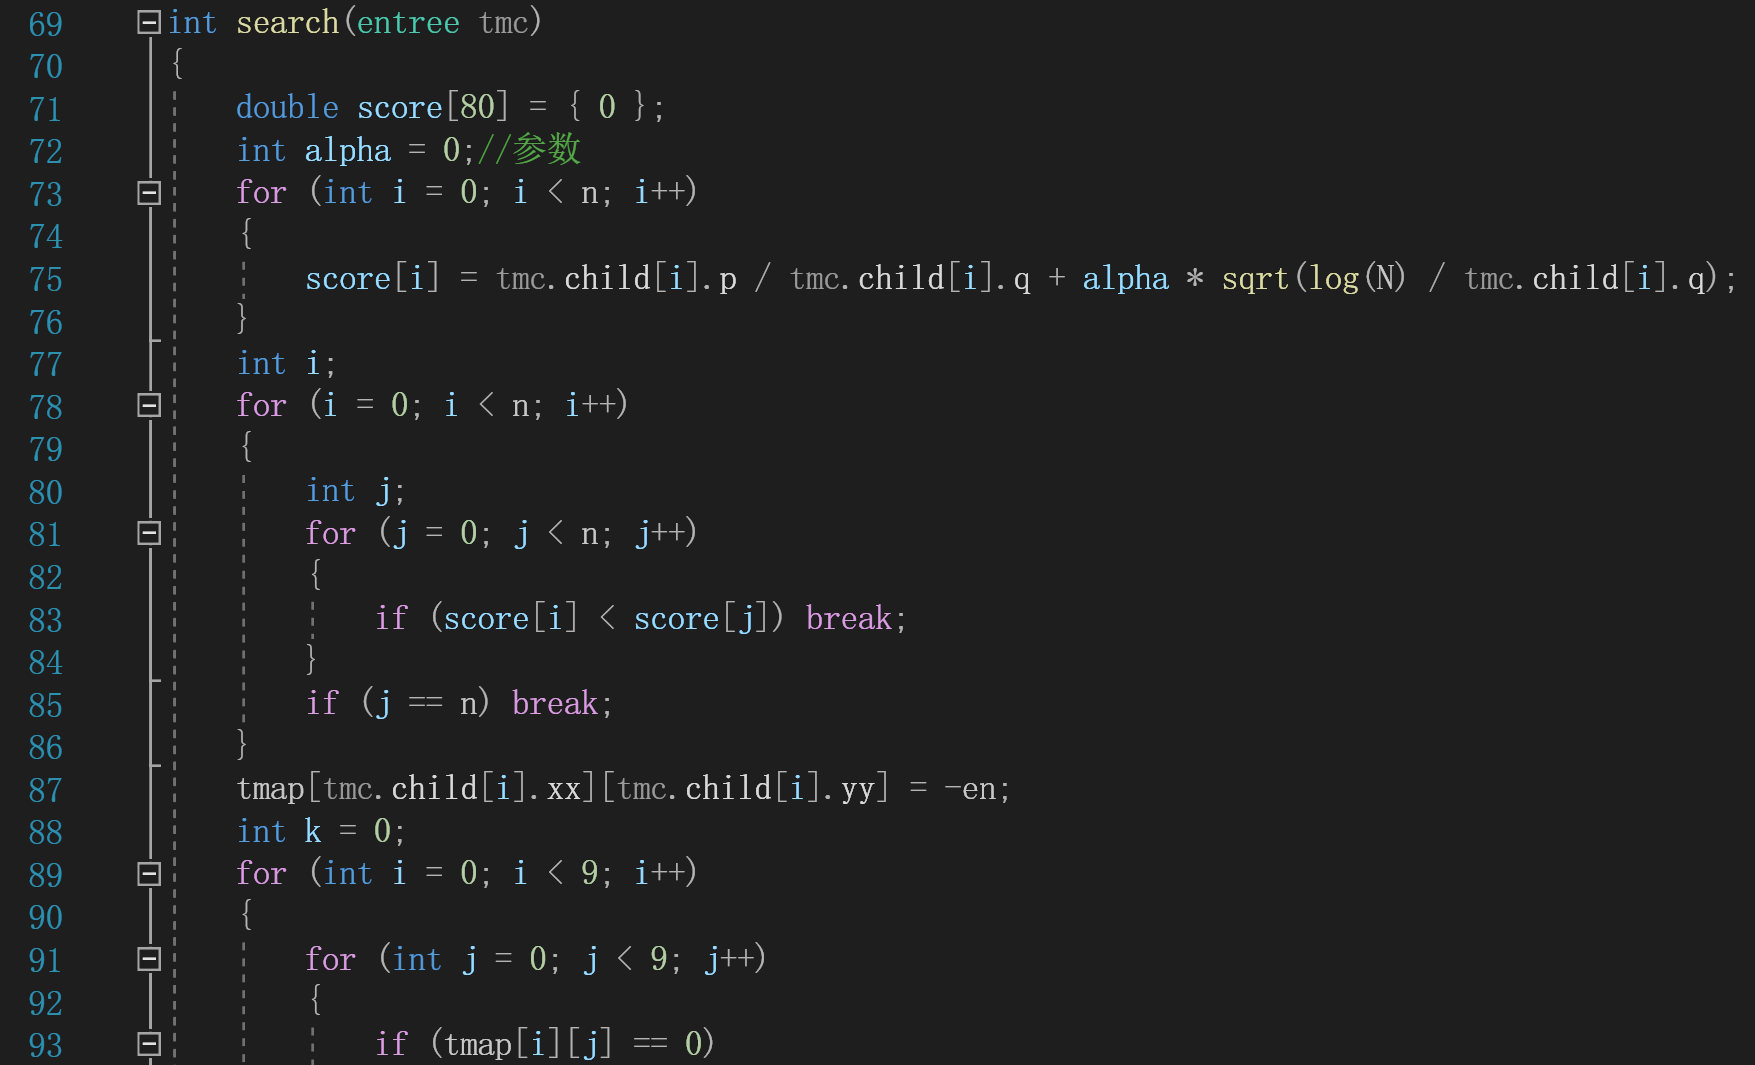 69 int search(entree tmc)
70 {
71 double score[80] = { 0 };
72 int alpha = 0;//参数
73 for (int i = 0; i < n; i++)
74 {
75 score[i] = tmc.child[i].p / tmc.child[i].q + alpha * sqrt(log(N) / tmc.child[i].q);
76 }
77 int i;
78 for (i = 0; i < n; i++)
79 {
80 int j;
81 for (j = 0; j < n; j++)
82 {
83 if (score[i] < score[j]) break;
84 }
85 if (j == n) break;
86 }
87 tmap[tmc.child[i].xx][tmc.child[i].yy] = -en;
88 int k = 0;
89 for (int i = 0; i < 9; i++)
90 {
91 for (int j = 0; j < 9; j++)
92 {
93 if (tmap[i][j] == 0)